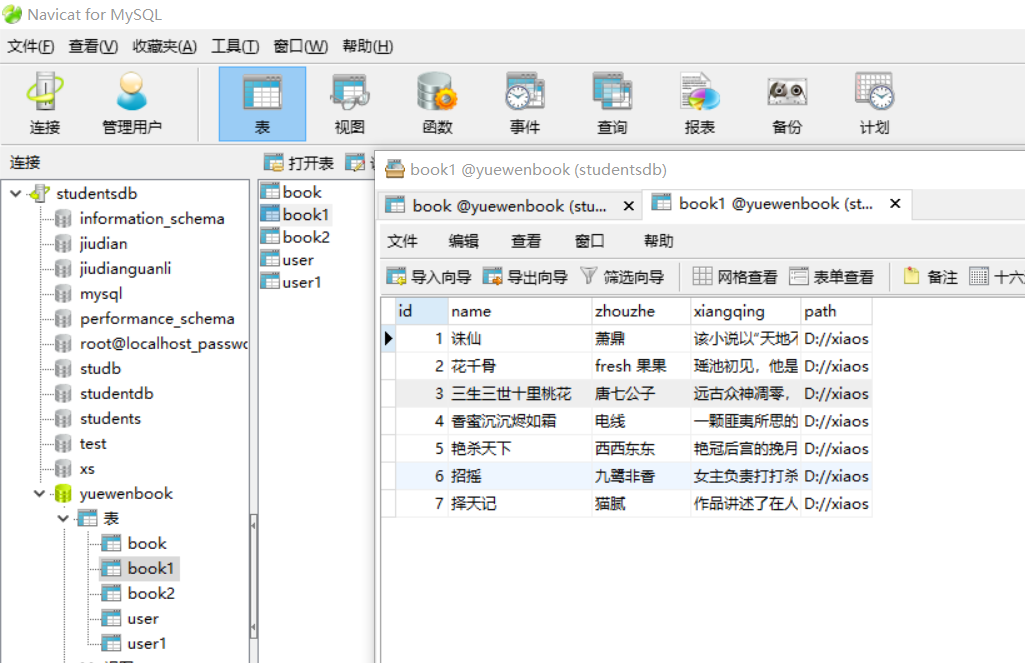 Navicat for MySQL
文件(F) 查看(V) 收藏夹(A) 工具(T) 窗口(W) 帮助(H)
连接 管理用户 表 视图 函数 事件 查询 报表 备份 计划
连接
打开表
studentsdb
information_schema
jiudian
jiudianguanli
mysql
performance_schema
root@localhost_passwo
studb
studentdb
students
test
xs
yuewenbook
表
book
book1
book2
user
user1
book
book1
book2
user
user1
book1 @yuewenbook (studentsdb)
book @yuewenbook (stu... book1 @yuewenbook (st...
文件 编辑 查看 窗口 帮助
导入向导 导出向导 筛选向导 网格查看 表单查看 备注 十六
id name zhouzhe xiangqing path
1 诛仙 萧鼎 该小说以“天地不 D://xiaos
2 花千骨 fresh 果果 瑶池初见，他是 D://xiaos
3 三生三世十里桃花 唐七公子 远古众神凋零， D://xiaos
4 香蜜沉沉烬如霜 电线 一颗匪夷所思的 D://xiaos
5 艳杀天下 西西东东 艳冠后宫的挽月 D://xiaos
6 招摇 九鹭非香 女主负责打打杀 D://xiaos
7 择天记 猫腻 作品讲述了在人 D://xiaos